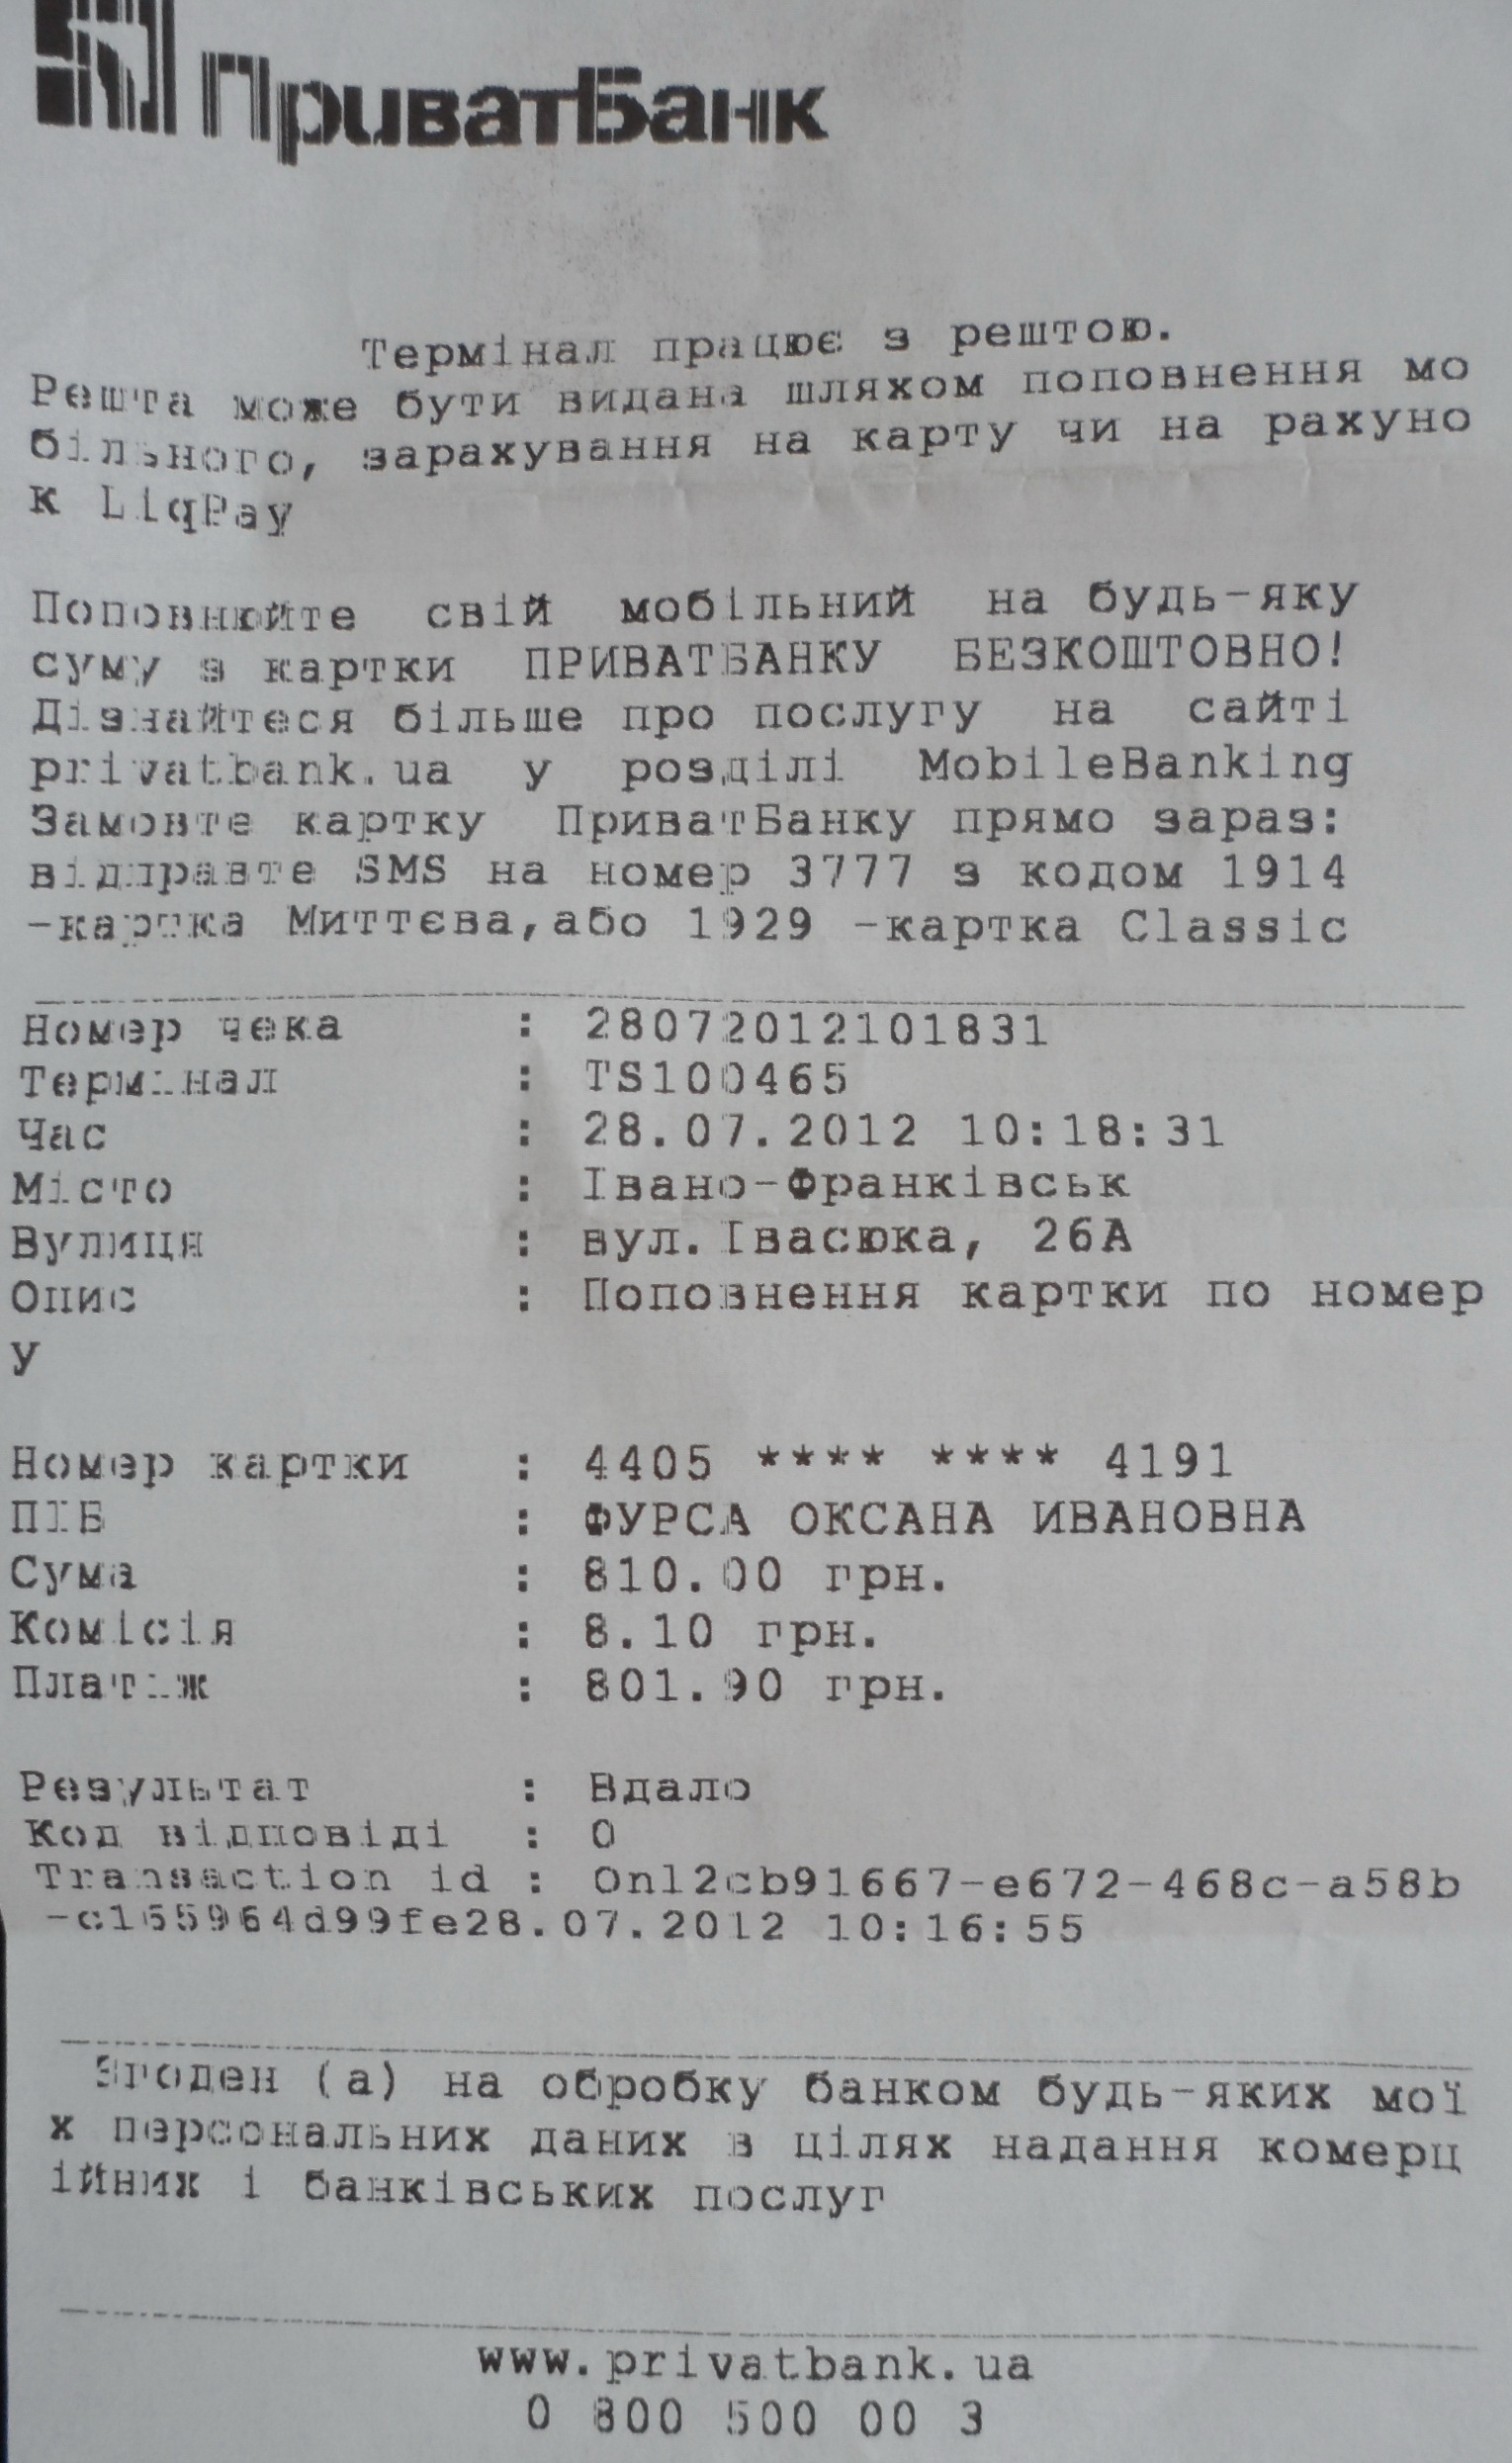 ПриватБанк
Термінал працює з рештою.
Решта може бути видана шляхом поповнення мо
більного, зарахування на карту чи на рахуно
к LiqPay
Поповнюйте свій мобільний на будь-яку
суму з картки ПРИВАТБАНКУ БЕЗКОШТОВНО!
Дізнайтеся більше про послугу на сайті
privatbank.ua у розділі MobileBanking
Замовте картку ПриватБанку прямо зараз:
відправте SMS на номер 3777 з кодом 1914
-картка Миттєва,або 1929 -картка Classic
Номер чека : 28072012101831
Термінал : TS100465
Час : 28.07.2012 10:18:31
Місто : Івано-Франківськ
Вулиця : вул.Івасюка, 26А
Опис : Поповнення картки по номер
у
Номер картки : 4405 **** **** 4191
ПІБ : ФУРСА ОКСАНА ИВАНОВНА
Сума : 810.00 грн.
Комісія : 8.10 грн.
Платіж : 801.90 грн.
Результат : Вдало
Код відповіді : 0
Transaction id : Onl2cb91667-e672-468c-a58b
-c165964d99fe28.07.2012 10:16:55
Згоден (а) на обробку банком будь-яких мої
х персональних даних в цілях надання комерц
ійних і банківських послуг
www.privatbank.ua
0 800 500 00 3